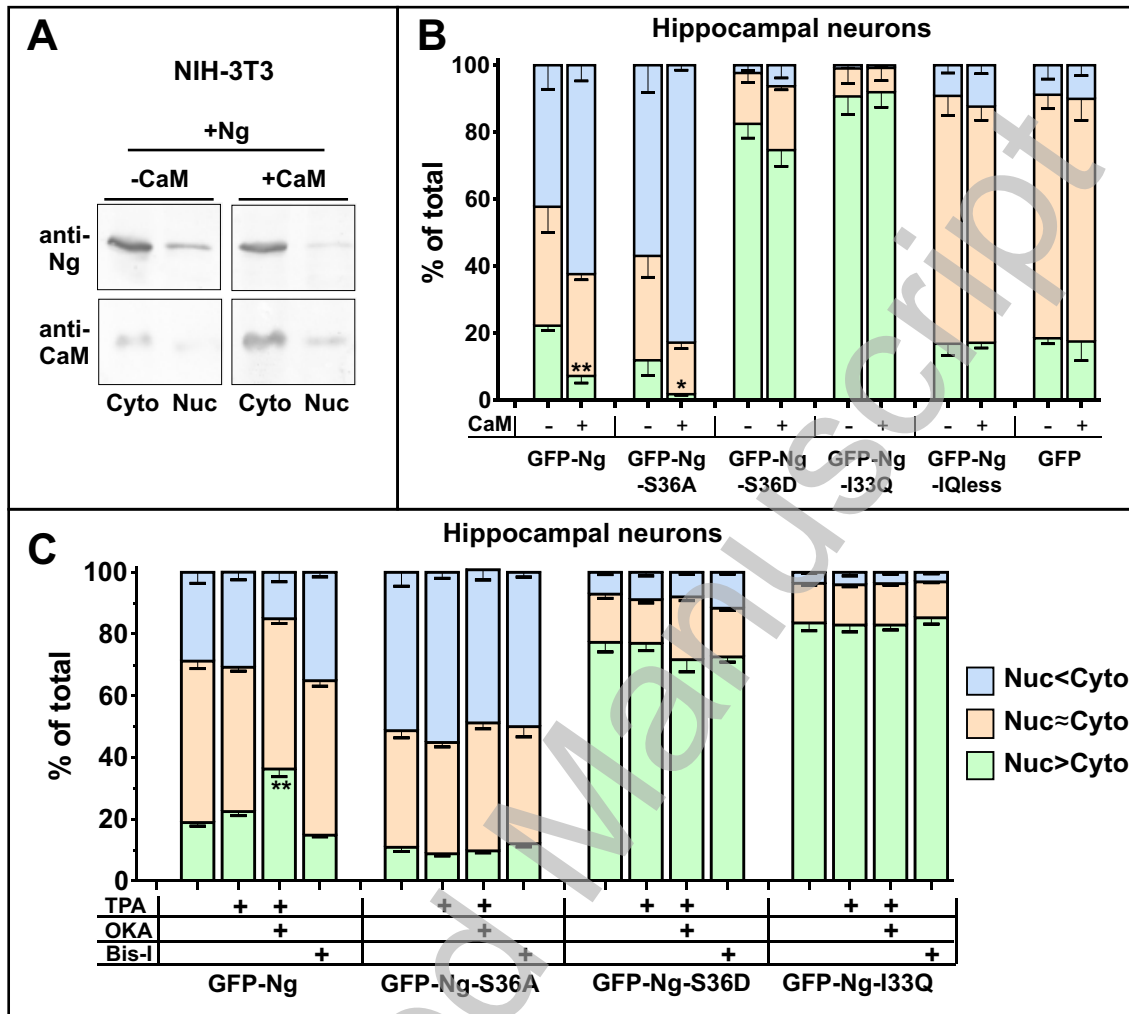 A
NIH-3T3
+Ng
-CaM +CaM
anti-
Ng
anti-
CaM
Cyto Nuc Cyto Nuc
B
Hippocampal neurons
% of total
100
80
60
40
20
0
** *
CaM - + - + - + - + - + - +
GFP-Ng GFP-Ng GFP-Ng GFP-Ng GFP-Ng GFP
-S36A -S36D -I33Q -IQless
C
Hippocampal neurons
% of total
100
80
60
40
20
0
**
Nuc<Cyto
Nuc≈Cyto
Nuc>Cyto
TPA + + + + + + + +
OKA + + + +
Bis-I + + + +
GFP-Ng GFP-Ng-S36A GFP-Ng-S36D GFP-Ng-I33Q
Manuscript